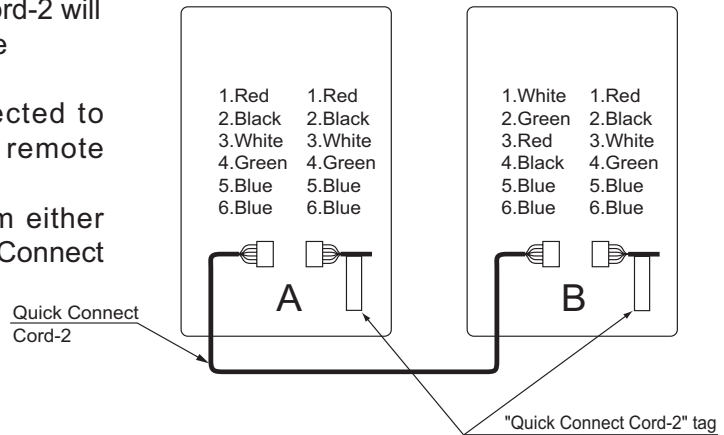 ord-2 will
e
ected to
remote
m either
Connect
1.Red 1.Red
2.Black 2.Black
3.White 3.White
4.Green 4.Green
5.Blue 5.Blue
6.Blue 6.Blue
A
1.White 1.Red
2.Green 2.Black
3.Red 3.White
4.Black 4.Green
5.Blue 5.Blue
6.Blue 6.Blue
B
Quick Connect
Cord-2
"Quick Connect Cord-2" tag